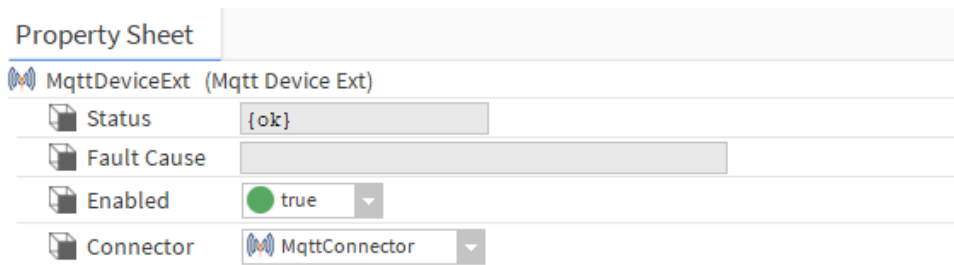 Property Sheet
MqttDeviceExt (Mqtt Device Ext)
Status {ok}
Fault Cause
Enabled true
Connector MqttConnector